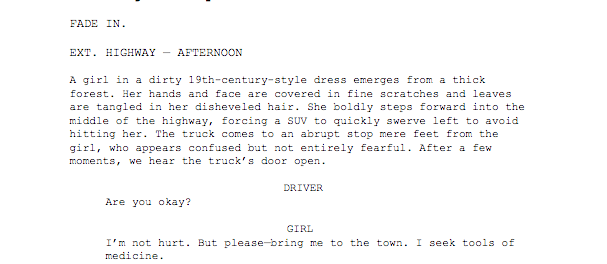 FADE IN.
EXT. HIGHWAY — AFTERNOON
A girl in a dirty 19th-century-style dress emerges from a thick
forest. Her hands and face are covered in fine scratches and leaves
are tangled in her disheveled hair. She boldly steps forward into the
middle of the highway, forcing a SUV to quickly swerve left to avoid
hitting her. The truck comes to an abrupt stop mere feet from the
girl, who appears confused but not entirely fearful. After a few
moments, we hear the truck's door open.
DRIVER
Are you okay?
GIRL
I'm not hurt. But please—bring me to the town. I seek tools of
medicine.